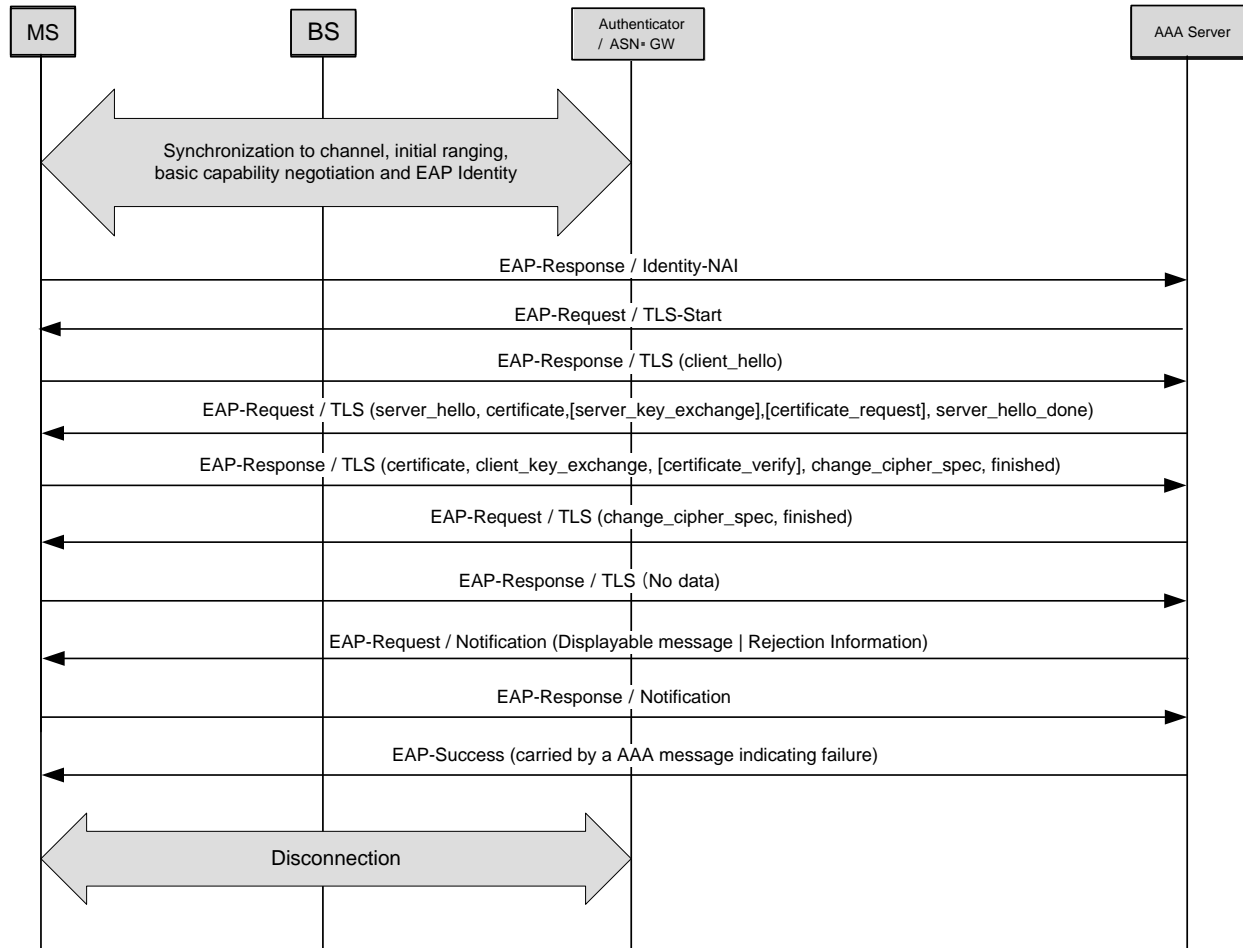 MS
BS
Authenticator
/ ASN- GW
AAA Server
Synchronization to channel, initial ranging,
basic capability negotiation and EAP Identity
EAP-Response / Identity-NAI
EAP-Request / TLS-Start
EAP-Response / TLS (client_hello)
EAP-Request / TLS (server_hello, certificate,[server_key_exchange],[certificate_request], server_hello_done)
EAP-Response / TLS (certificate, client_key_exchange, [certificate_verify], change_cipher_spec, finished)
EAP-Request / TLS (change_cipher_spec, finished)
EAP-Response / TLS (No data)
EAP-Request / Notification (Displayable message | Rejection Information)
EAP-Response / Notification
EAP-Success (carried by a AAA message indicating failure)
Disconnection